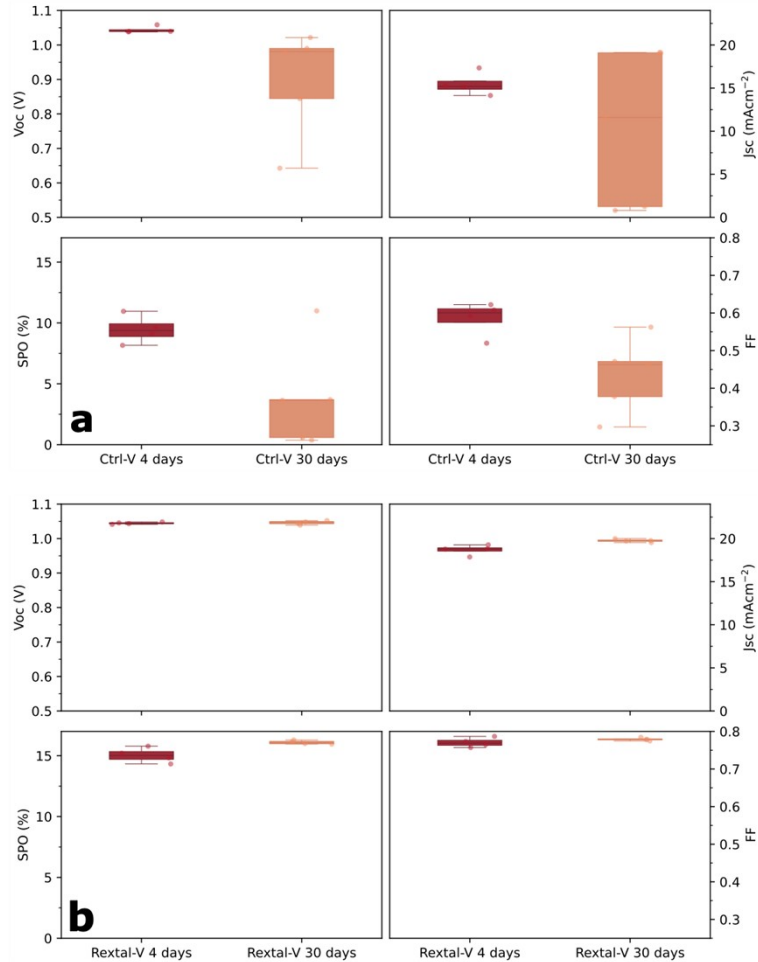 1.1
1.0
0.9
0.8
0.7
0.6
0.5
Voc (V)
20
15
10
5
0
Jsc (mAcm⁻²)
15
10
5
0
SPO (%)
a
0.8
0.7
0.6
0.5
0.4
0.3
FF
Ctrl-V 4 days
Ctrl-V 30 days
Ctrl-V 4 days
Ctrl-V 30 days
1.1
1.0
0.9
0.8
0.7
0.6
0.5
Voc (V)
20
15
10
5
0
Jsc (mAcm⁻²)
15
10
5
0
SPO (%)
b
0.8
0.7
0.6
0.5
0.4
0.3
FF
Rextal-V 4 days
Rextal-V 30 days
Rextal-V 4 days
Rextal-V 30 days